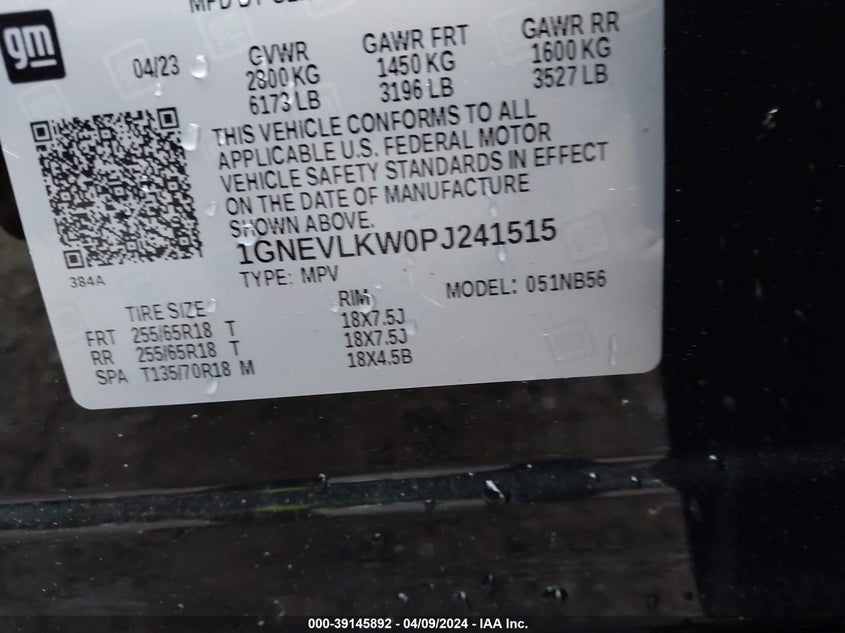 gm
04/23
GVWR GAWR FRT GAWR RR
2800 KG 1450 KG 1600 KG
6173 LB 3196 LB 3527 LB
THIS VEHICLE CONFORMS TO ALL
APPLICABLE U.S. FEDERAL MOTOR
VEHICLE SAFETY STANDARDS IN EFFECT
ON THE DATE OF MANUFACTURE
SHOWN ABOVE.
1GNEVLKW0PJ241515
384A
TYPE: MPV MODEL: 051NB56
TIRE SIZE RIM
FRT 255/65R18 T 18X7.5J
RR 255/65R18 T 18X7.5J
SPA T135/70R18 M 18X4.5B
000-39145892 - 04/09/2024 - IAA Inc.